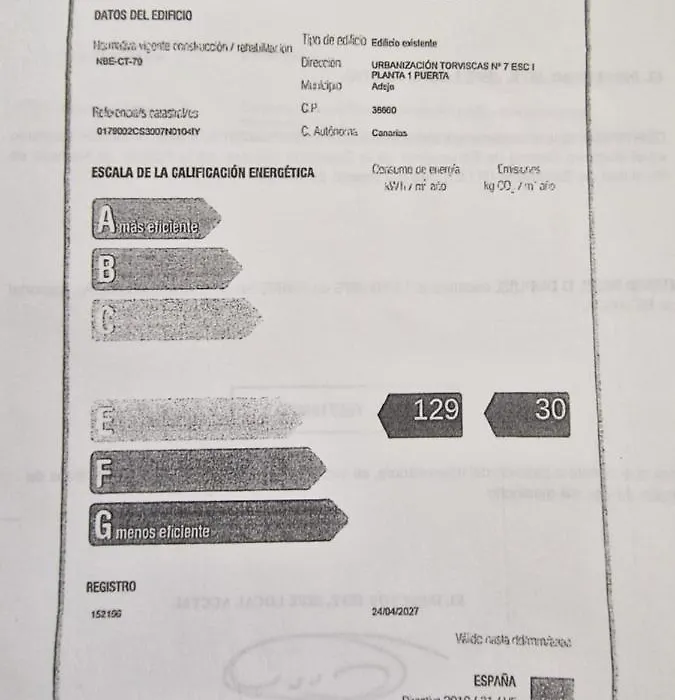 DATOS DEL EDIFICIO
Normativa vigente construcción / rehabilitación
NBE-CT-79
Tipo de edificio Edificio existente
Dirección URBANIZACIÓN TORVISCAS Nº 7 ESC I
PLANTA 1 PUERTA
Municipio Adeje
Referencia/s catastral/es
C.P. 38660
0178002CS3007N0104IY
C. Autónoma Canarias
ESCALA DE LA CALIFICACIÓN ENERGÉTICA
Consumo de energía
kWh / m² año
Emisiones
kg CO₂ / m² año
A más eficiente
B
C
E 129 30
F
G menos eficiente
REGISTRO
152196
24/04/2027
Válido hasta dd/mm/aaaa
ESPAÑA